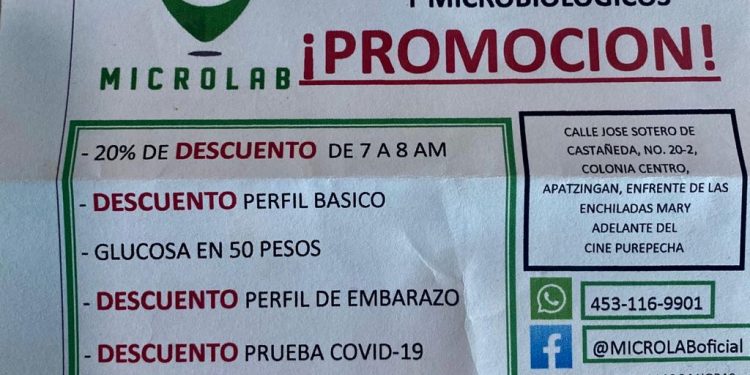 Y MICROBIOLOGICOS
MICROLAB
¡PROMOCION!
- 20% DE DESCUENTO DE 7 A 8 AM
- DESCUENTO PERFIL BASICO
- GLUCOSA EN 50 PESOS
- DESCUENTO PERFIL DE EMBARAZO
- DESCUENTO PRUEBA COVID-19
CALLE JOSE SOTERO DE
CASTAÑEDA, NO. 20-2,
COLONIA CENTRO,
APATZINGAN, ENFRENTE DE LAS
ENCHILADAS MARY
ADELANTE DEL
CINE PUREPECHA
453-116-9901
@MICROLABoficial